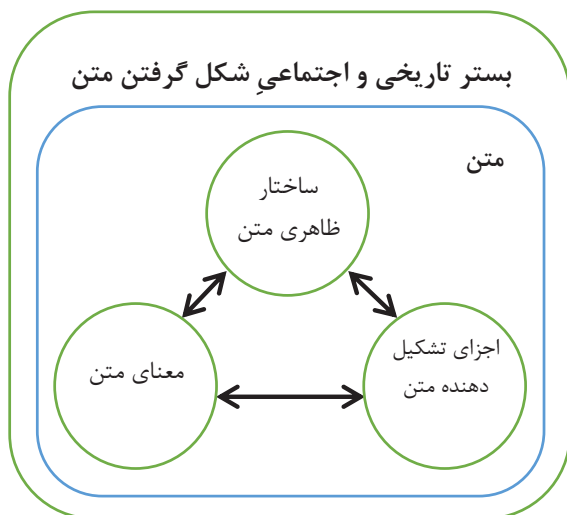 بستر تاریخی و اجتماعیِ شکل گرفتن متن
متن
ساختار
ظاهری متن
اجزای تشکیل
دهنده متن
معنای متن